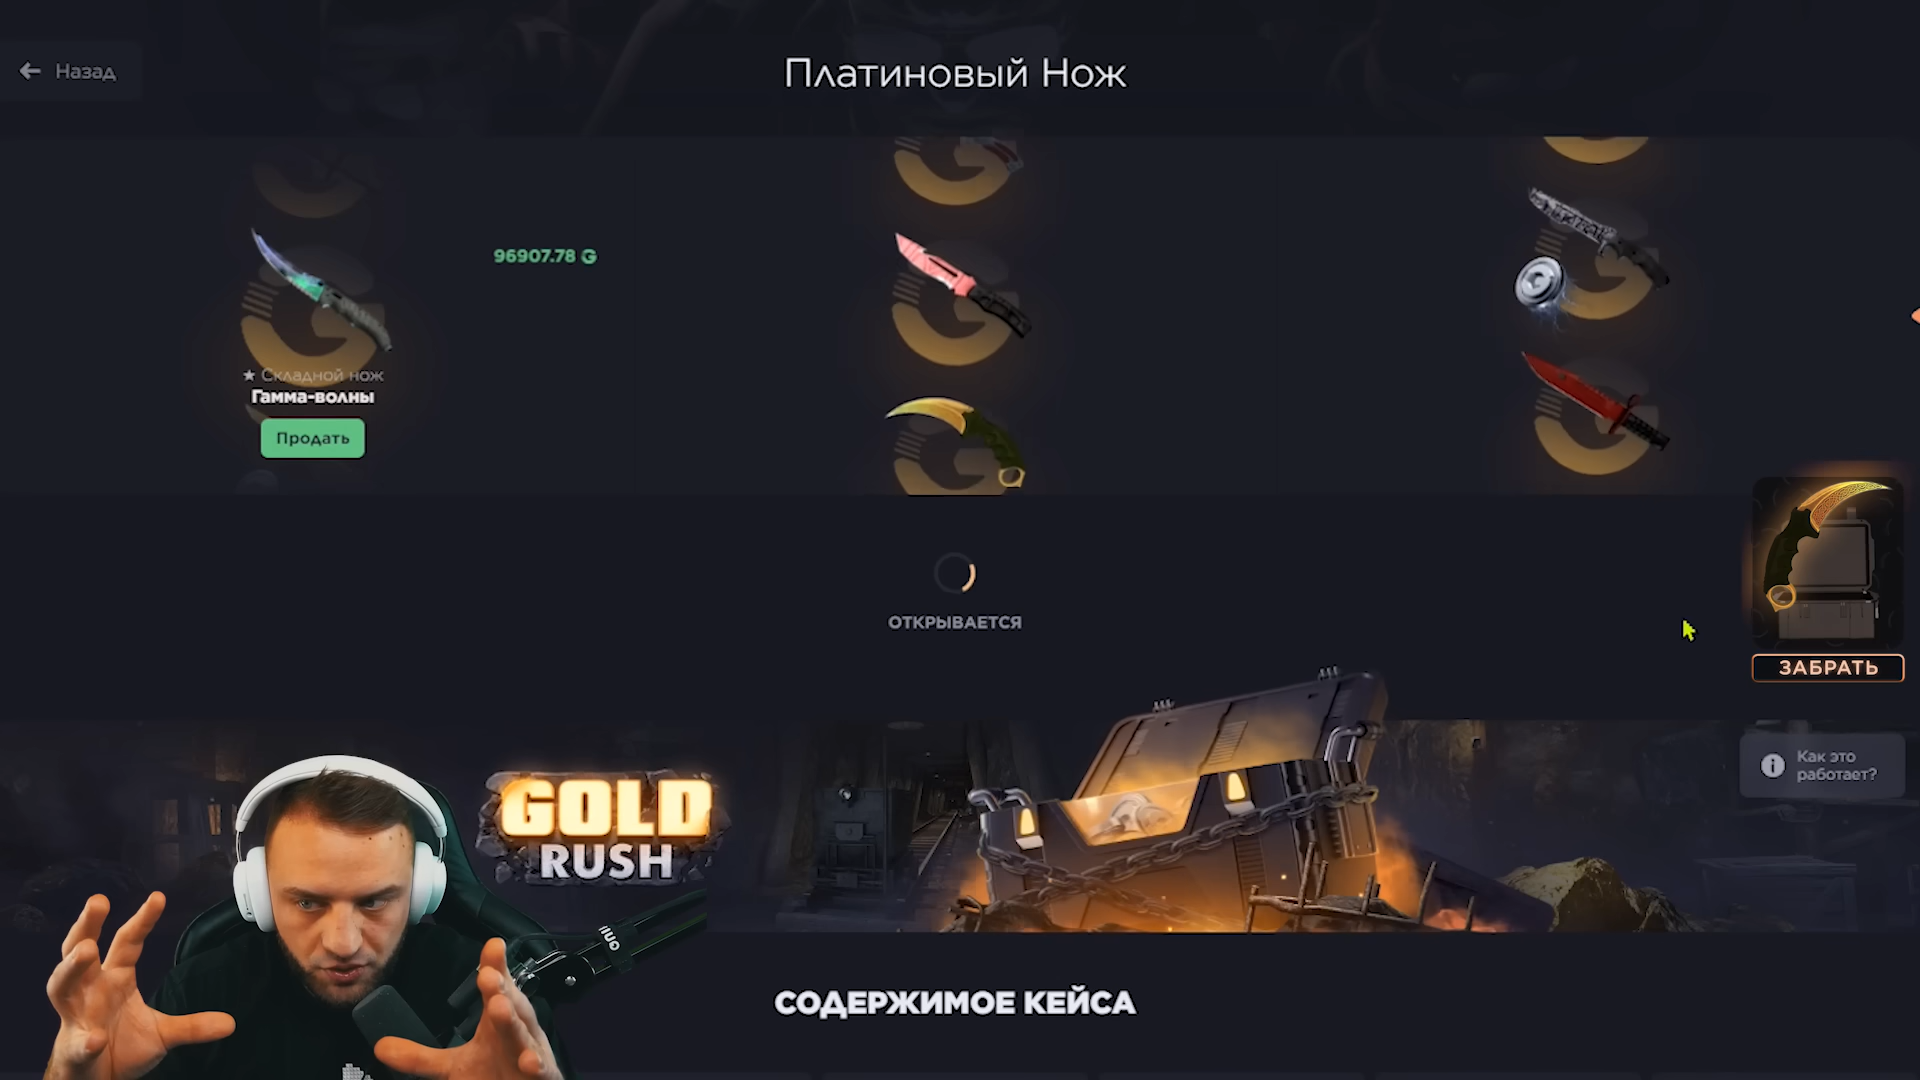 Назад
Платиновый Нож
96907.78 G
★ Складной нож
Гамма-волны
Продать
ОТКРЫВАЕТСЯ
ЗАБРАТЬ
Как это
работает?
GOLD
RUSH
СОДЕРЖИМОЕ КЕЙСА